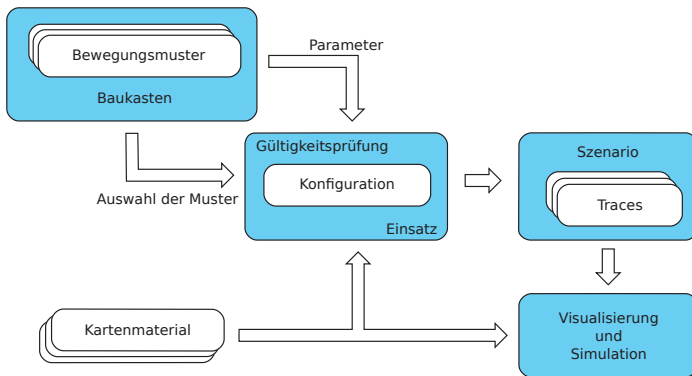 Bewegungsmuster
Baukasten
Parameter
Auswahl der Muster
Gültigkeitsprüfung
Konfiguration
Einsatz
Szenario
Traces
Kartenmaterial
Visualisierung
und
Simulation